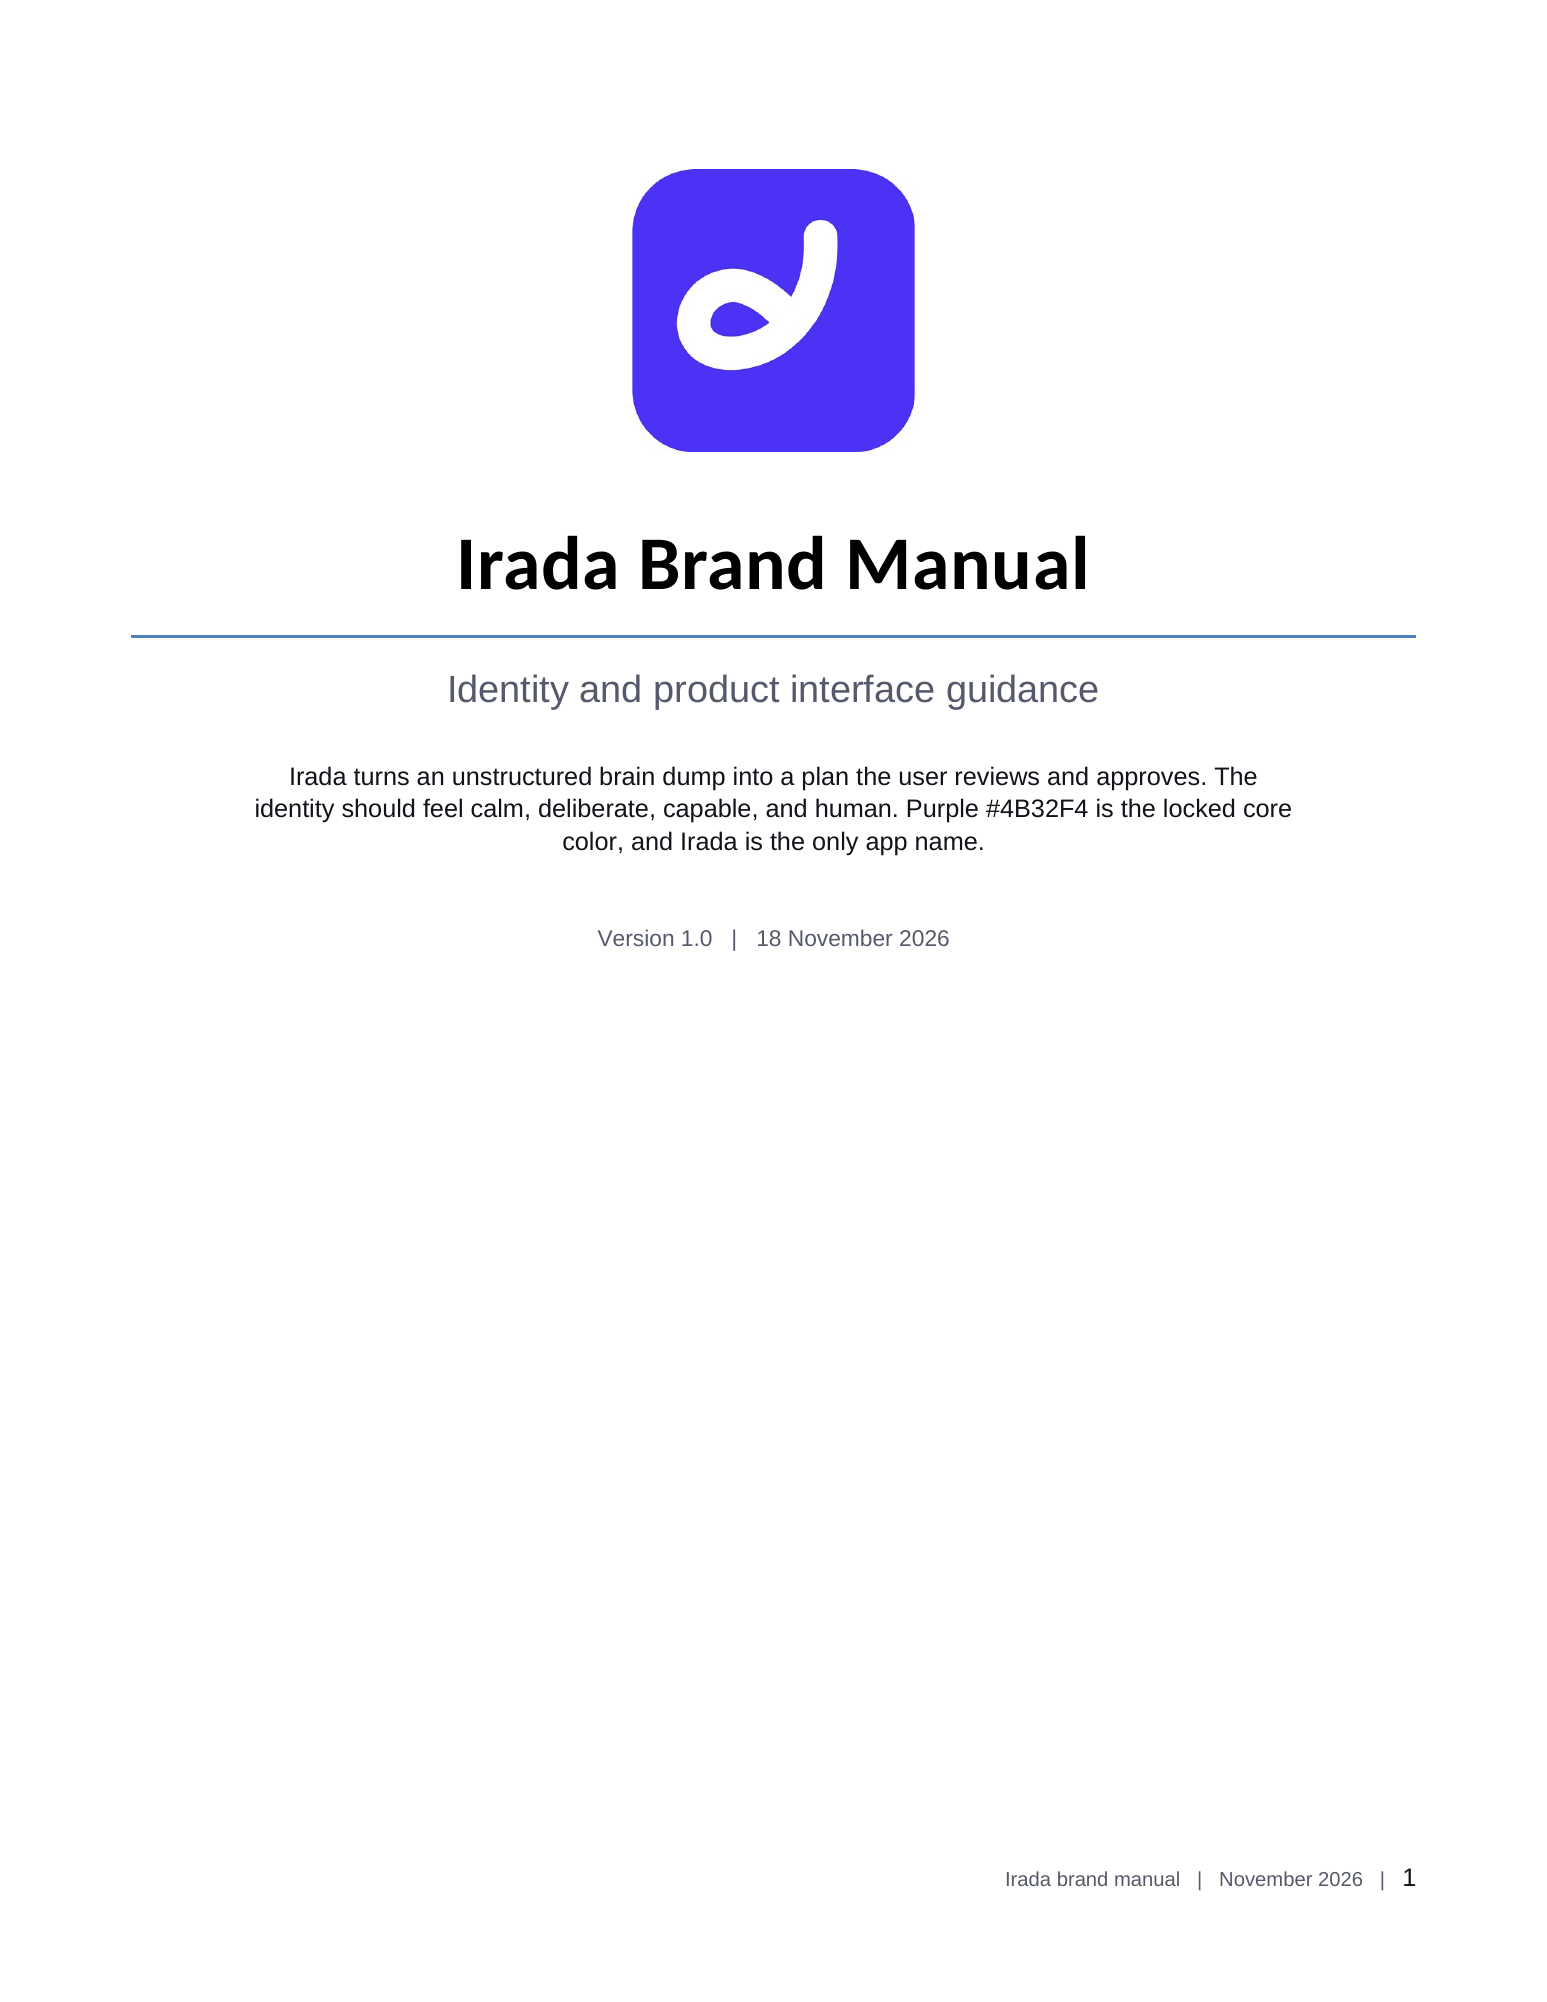 Irada Brand Manual
Identity and product interface guidance
Irada turns an unstructured brain dump into a plan the user reviews and approves. The
identity should feel calm, deliberate, capable, and human. Purple #4B32F4 is the locked core
color, and Irada is the only app name.
Version 1.0 | 18 November 2026
Irada brand manual | November 2026 | 1